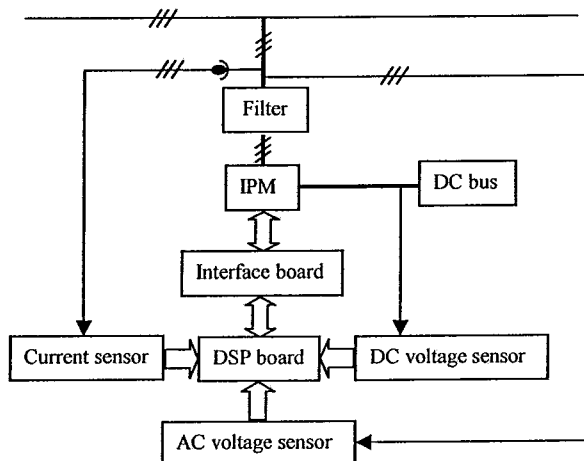 Filter
IPM
DC bus
Interface board
Current sensor
DSP board
DC voltage sensor
AC voltage sensor